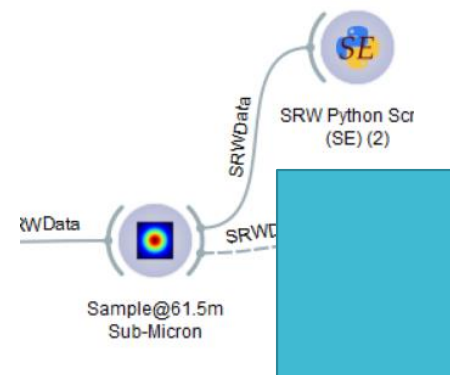 SE
SRW Python Scr
(SE) (2)
SRWData
RWData
SRWD
Sample@61.5m
Sub-Micron